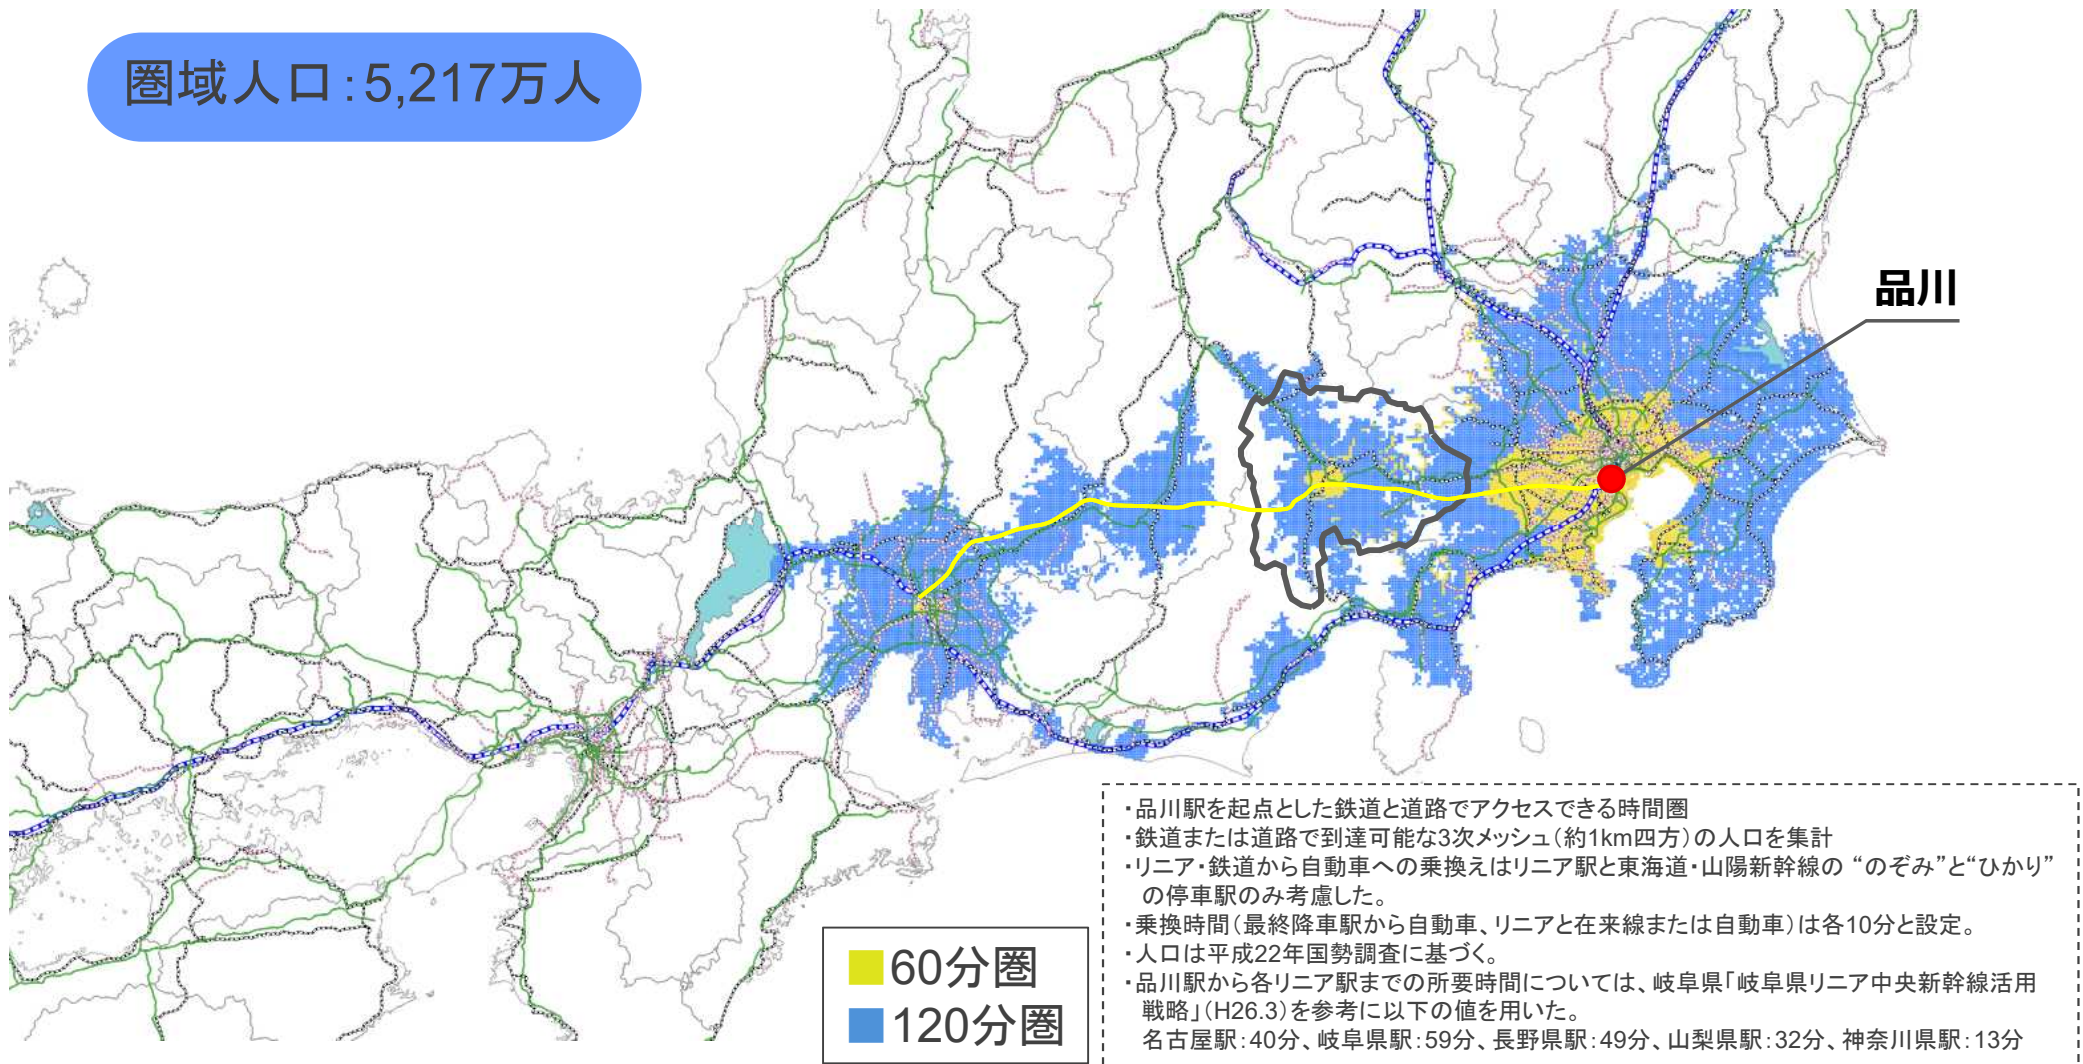 圏域人口:5,217万人
品川
・品川駅を起点とした鉄道と道路でアクセスできる時間圏
・鉄道または道路で到達可能な3次メッシュ(約1km四方)の人口を集計
・リニア・鉄道から自動車への乗換えはリニア駅と東海道・山陽新幹線の “のぞみ”と“ひかり”
の停車駅のみ考慮した。
・乗換時間(最終降車駅から自動車、リニアと在来線または自動車)は各10分と設定。
・人口は平成22年国勢調査に基づく。
・品川駅から各リニア駅までの所要時間については、岐阜県「岐阜県リニア中央新幹線活用
戦略」(H26.3)を参考に以下の値を用いた。
名古屋駅:40分、岐阜県駅:59分、長野県駅:49分、山梨県駅:32分、神奈川県駅:13分
60分圏
120分圏